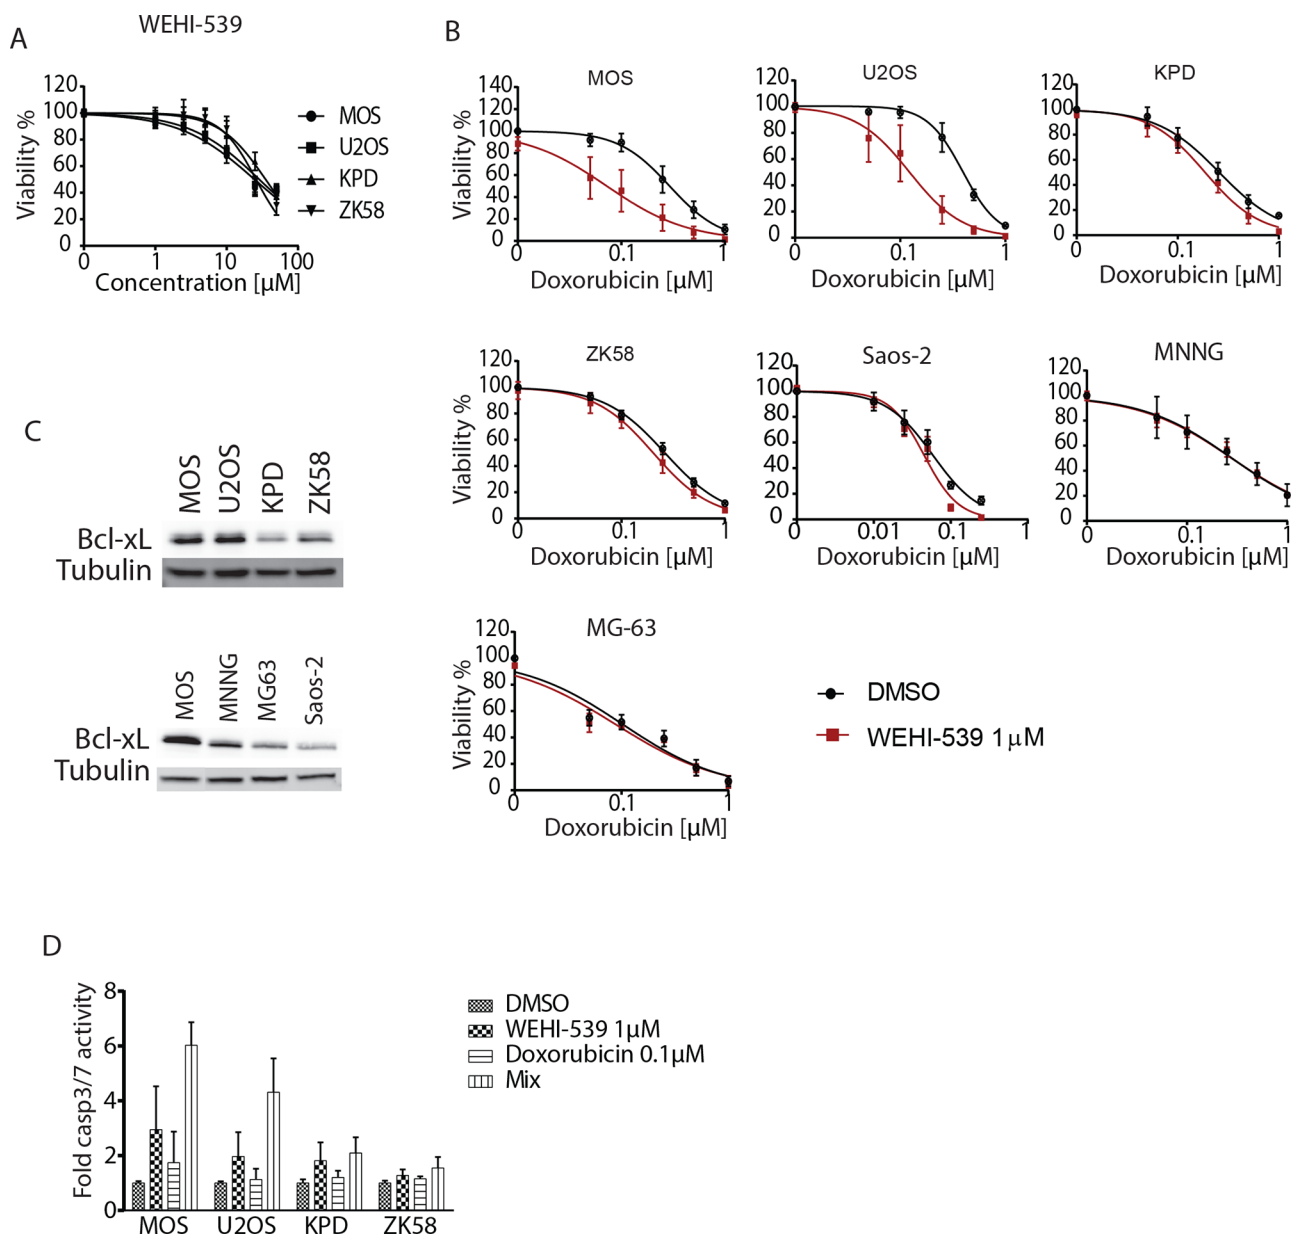 A
WEHI-539
120
100
80
60
40
20
0
Viability %
0
1
10
100
Concentration [µM]
MOS
U2OS
KPD
ZK58
B
MOS
140
120
100
80
60
40
20
0
Viability %
0
0.1
1
Doxorubicin [µM]
U2OS
120
100
80
60
40
20
0
0
0.1
1
Doxorubicin [µM]
KPD
120
100
80
60
40
20
0
0
0.1
1
Doxorubicin [µM]
ZK58
120
100
80
60
40
20
0
Viability %
0
0.1
1
Doxorubicin [µM]
Saos-2
120
100
80
60
40
20
0
0
0.01
0.1
1
Doxorubicin [µM]
MNNG
120
100
80
60
40
20
0
0
0.1
1
Doxorubicin [µM]
MG-63
120
100
80
60
40
20
0
Viability %
0
0.1
1
Doxorubicin [µM]
DMSO
WEHI-539 1µM
C
MOS
U2OS
KPD
ZK58
Bcl-xL
Tubulin
MOS
MNNG
MG63
Saos-2
Bcl-xL
Tubulin
D
8
6
4
2
0
Fold casp3/7 activity
MOS
U2OS
KPD
ZK58
DMSO
WEHI-539 1µM
Doxorubicin 0.1µM
Mix